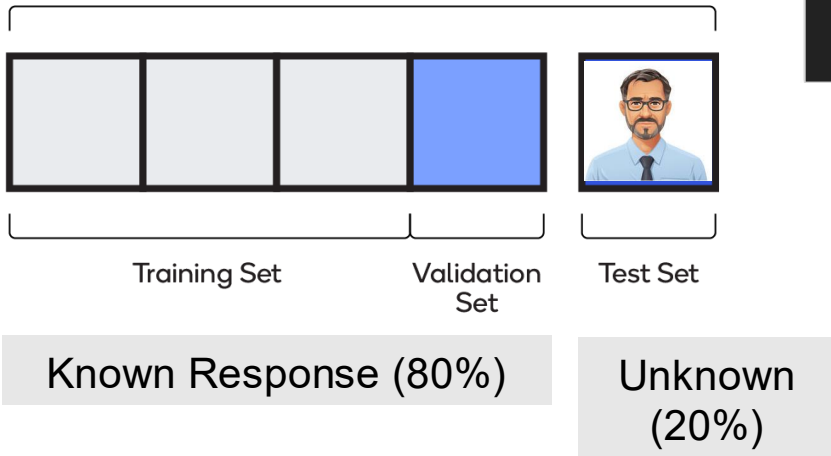 Training Set
Validation
Set
Test Set
Known Response (80%)
Unknown
(20%)